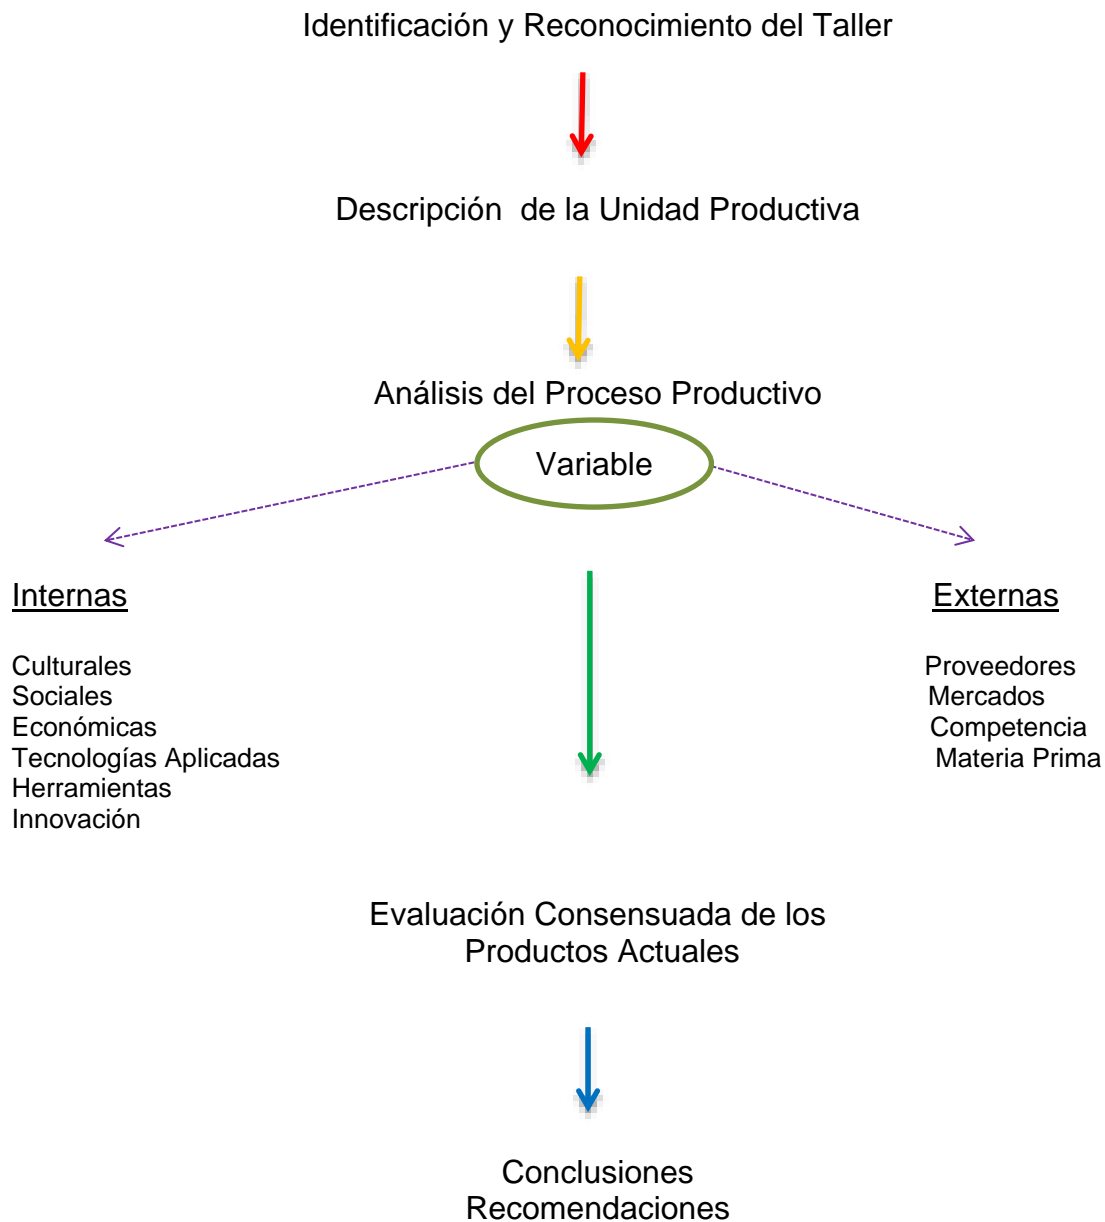 Identificación y Reconocimiento del Taller
Descripción de la Unidad Productiva
Análisis del Proceso Productivo
Variable
Internas
Culturales
Sociales
Económicas
Tecnologías Aplicadas
Herramientas
Innovación
Externas
Proveedores
Mercados
Competencia
Materia Prima
Evaluación Consensuada de los
Productos Actuales
Conclusiones
Recomendaciones